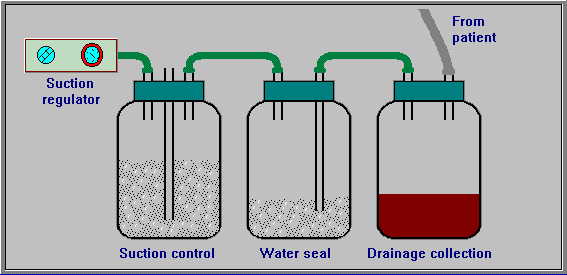 From
patient
Suction
regulator
Suction control
Water seal
Drainage collection